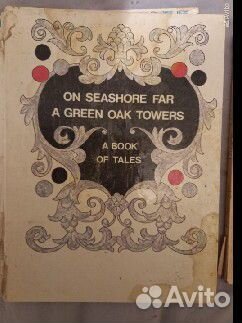 ON SEASHORE FAR
A GREEN OAK TOWERS
A BOOK
OF TALES
Avito